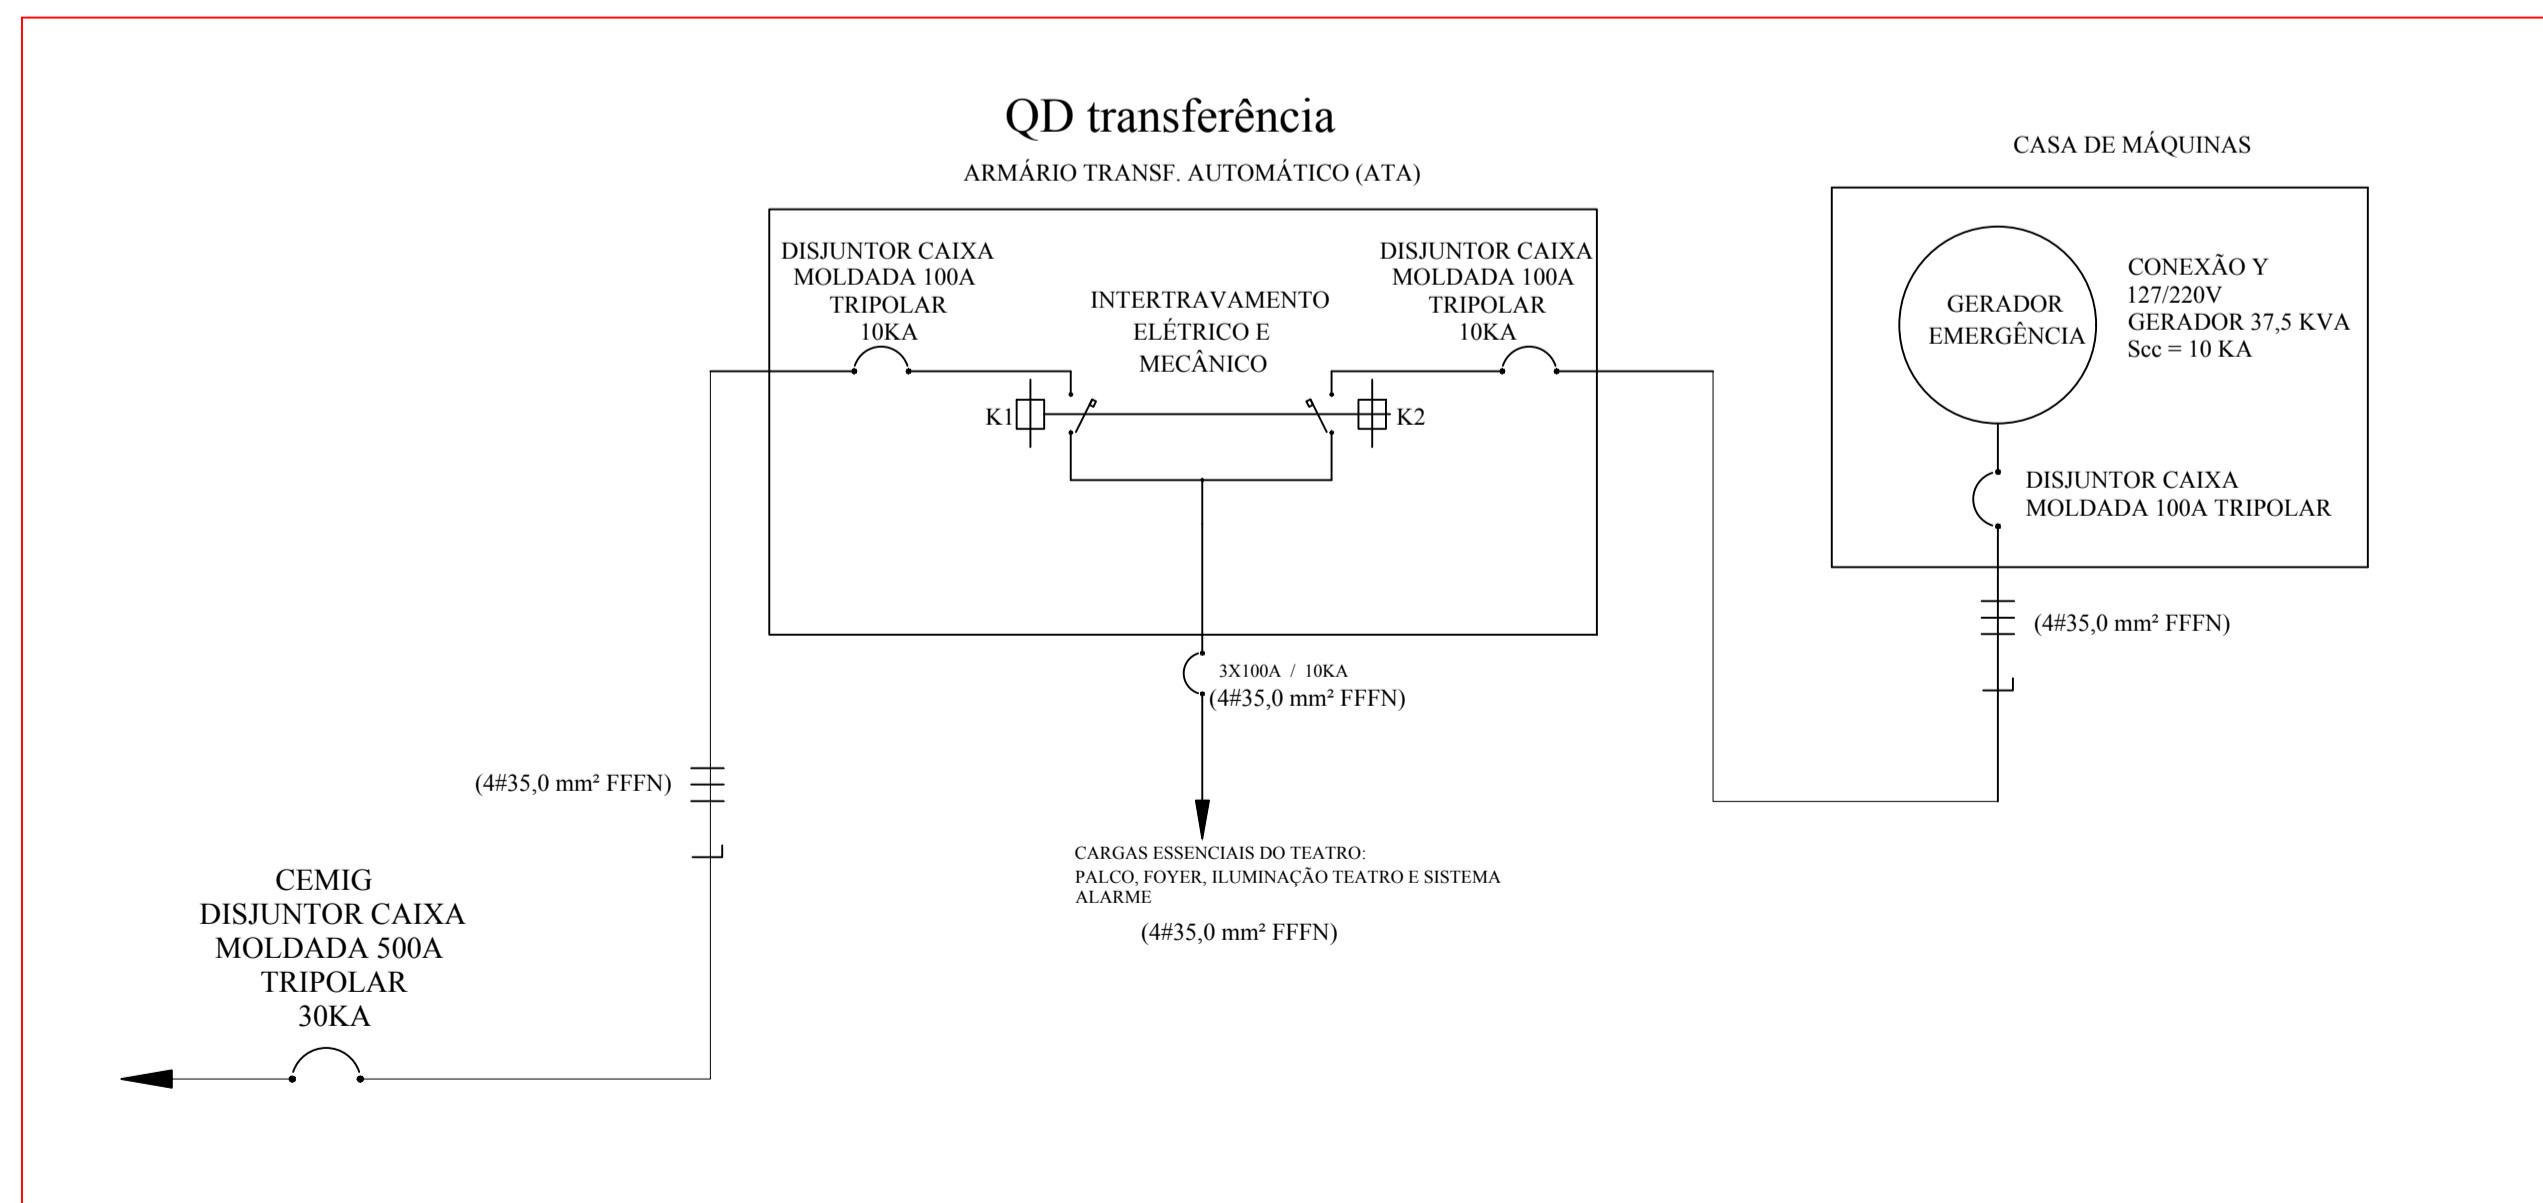 QD transferência
ARMÁRIO TRANSF. AUTOMÁTICO (ATA)
CASA DE MÁQUINAS
DISJUNTOR CAIXA
MOLDADA 100A
TRIPOLAR
10KA
INTERTRAVAMENTO
ELÉTRICO E
MECÂNICO
DISJUNTOR CAIXA
MOLDADA 100A
TRIPOLAR
10KA
K1
K2
GERADOR
EMERGÊNCIA
CONEXÃO Y
127/220V
GERADOR 37,5 KVA
Scc = 10 KA
DISJUNTOR CAIXA
MOLDADA 100A TRIPOLAR
(4#35,0 mm² FFFN)
3X100A / 10KA
(4#35,0 mm² FFFN)
(4#35,0 mm² FFFN)
CARGAS ESSENCIAIS DO TEATRO:
PALCO, FOYER, ILUMINAÇÃO TEATRO E SISTEMA
ALARME
(4#35,0 mm² FFFN)
CEMIG
DISJUNTOR CAIXA
MOLDADA 500A
TRIPOLAR
30KA